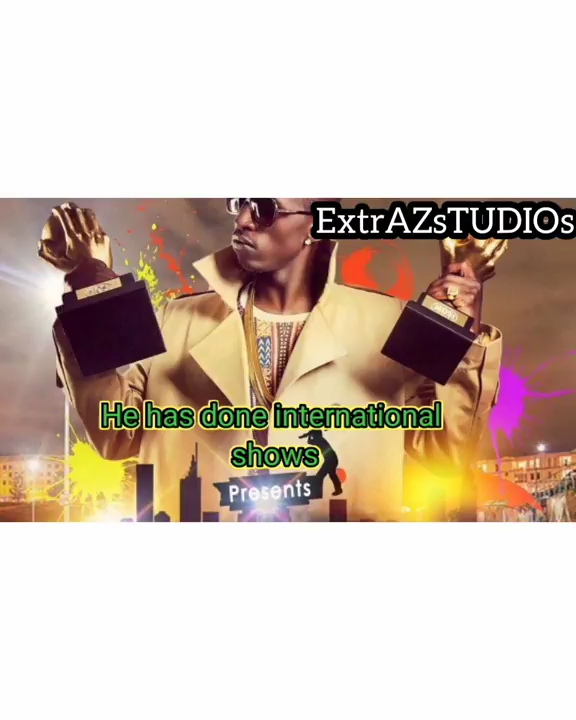 ExtrAZsTUDIOs
He has done international
shows
Presents